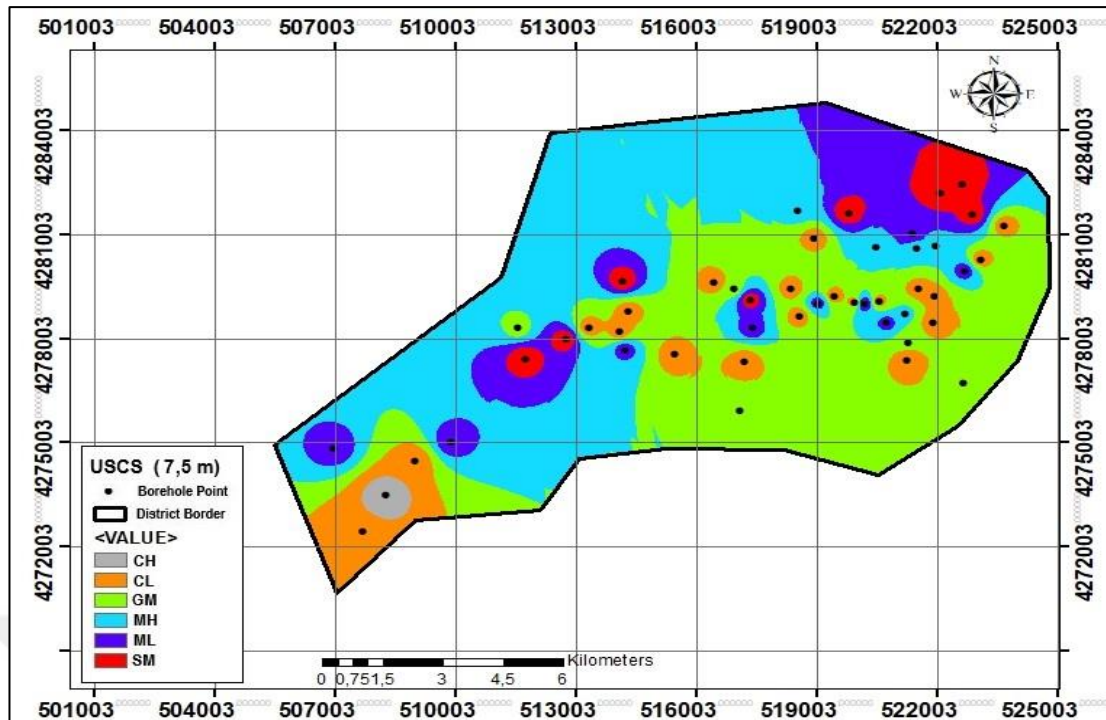 501003 504003 507003 510003 513003 516003 519003 522003 525003
N
W E
S
4284003 4284003
4281003 4281003
4278003 4278003
4275003 4275003
4272003 4272003
USCS ( 7,5 m)
Borehole Point
District Border
<VALUE>
CH
CL
GM
MH
ML
SM
Kilometers
0 0,75 1,5 3 4,5 6
501003 504003 507003 510003 513003 516003 519003 522003 525003